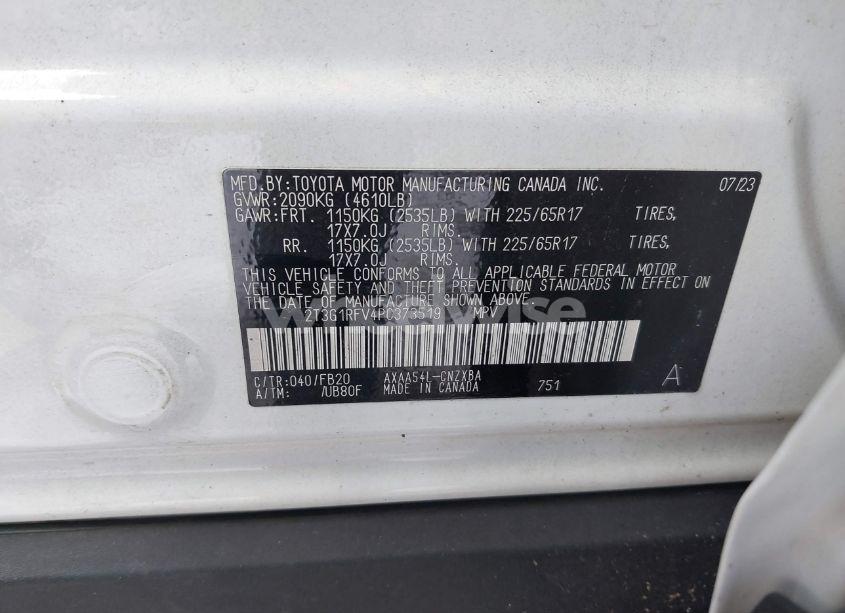 MFD.BY:TOYOTA MOTOR MANUFACTURING CANADA INC. 07/23
GVWR:2090KG (4610LB)
GAWR:FRT. 1150KG (2535LB) WITH 225/65R17 TIRES,
17X7.0J RIMS.
RR. 1150KG (2535LB) WITH 225/65R17 TIRES,
17X7.0J RIMS.
THIS VEHICLE CONFORMS TO ALL APPLICABLE FEDERAL MOTOR
VEHICLE SAFETY AND THEFT PREVENTION STANDARDS IN EFFECT ON
THE DATE OF MANUFACTURE SHOWN ABOVE.
2T3G1RFV4PC373519 MPV
C/TR:040/FB20 AXAA54L-CNZXBA
A/TM: /UB80F MADE IN CANADA 751 A